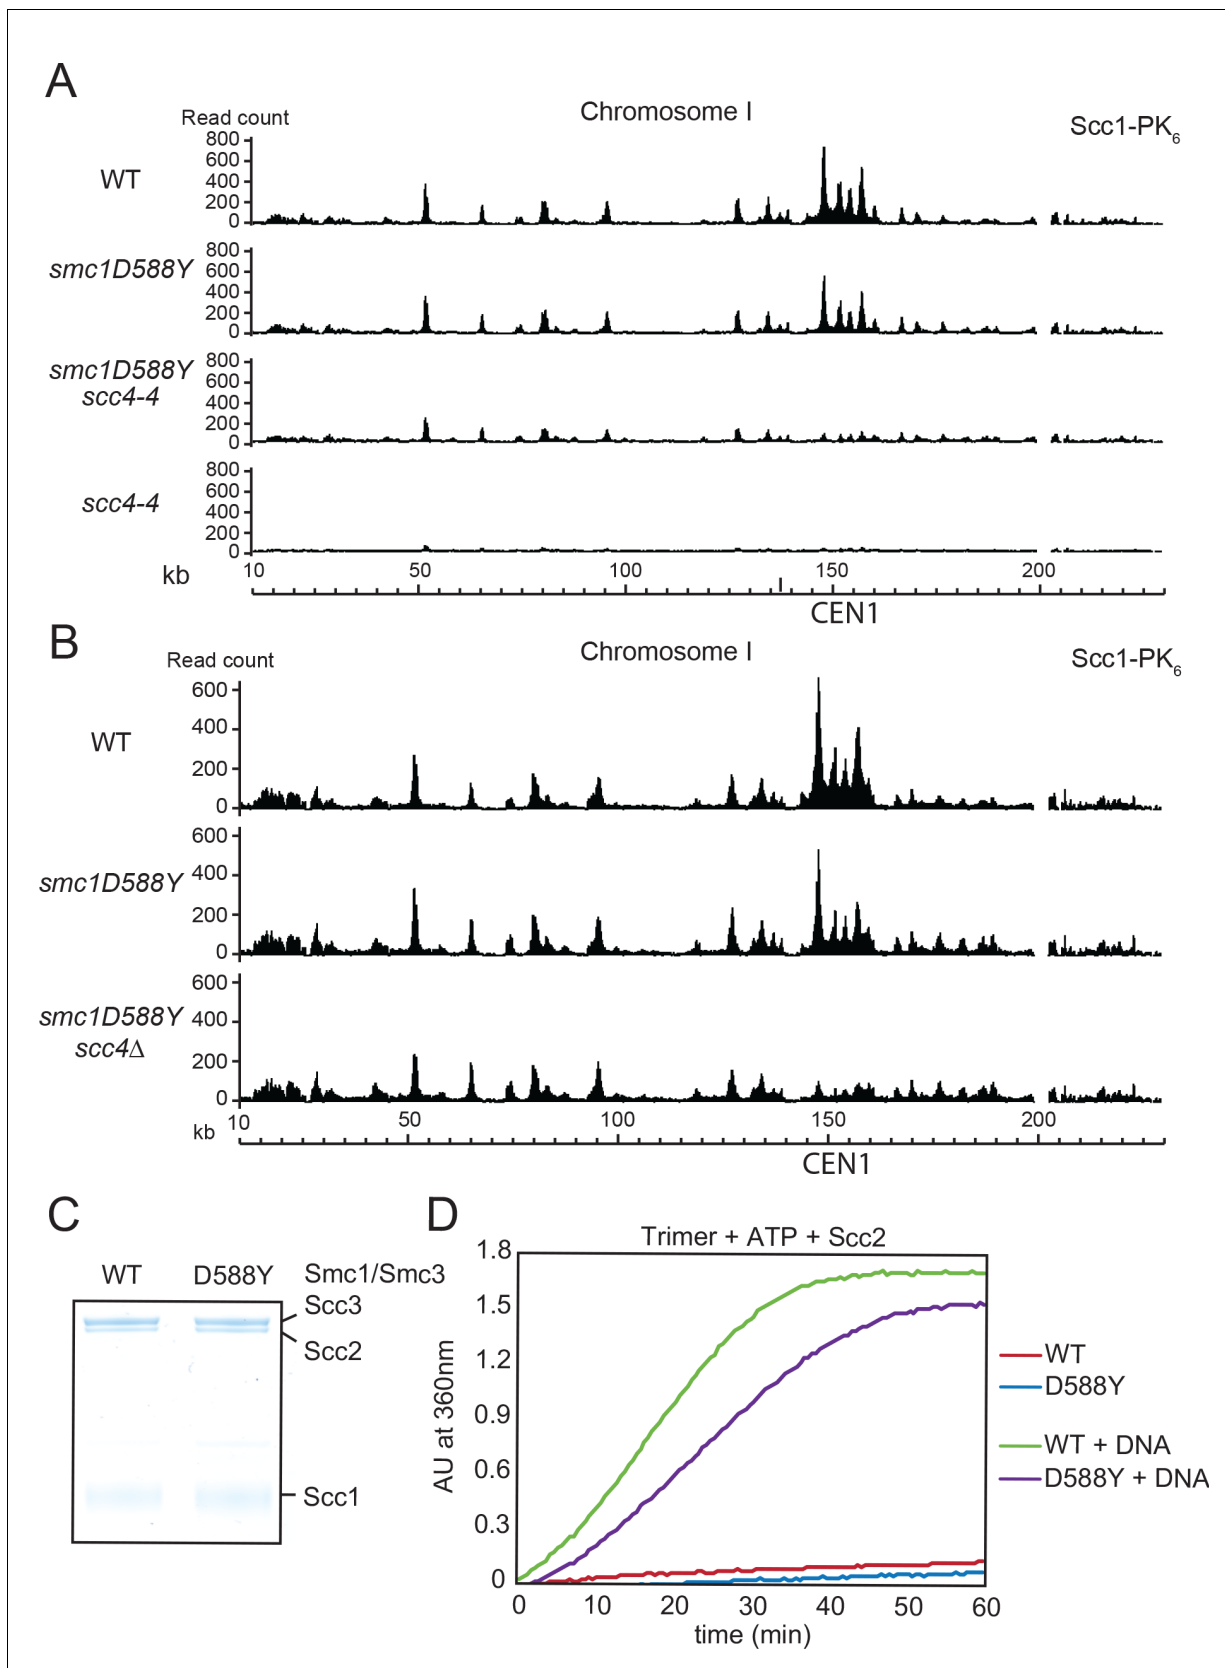 A
Read count
Chromosome I
Scc1-PK6
WT
800
600
400
200
0
smc1D588Y
800
600
400
200
0
smc1D588Y
scc4-4
800
600
400
200
0
scc4-4
800
600
400
200
0
kb
10 50 100 150 200
CEN1
B
Read count
Chromosome I
Scc1-PK6
WT
600
400
200
0
smc1D588Y
600
400
200
0
smc1D588Y
scc4Δ
600
400
200
0
kb
10 50 100 150 200
CEN1
C
WT D588Y
Smc1/Smc3
Scc3
Scc2
Scc1
D
Trimer + ATP + Scc2
AU at 360nm
1.8
1.5
1.2
0.9
0.6
0.3
0
0 10 20 30 40 50 60
time (min)
WT
D588Y
WT + DNA
D588Y + DNA